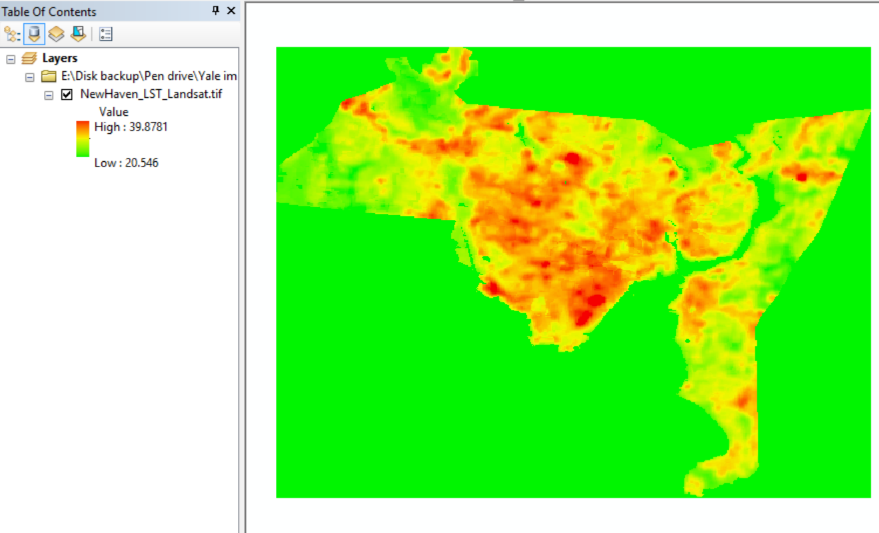 Table Of Contents
Layers
E:\Disk backup\Pen drive\Yale im
NewHaven_LST_Landsat.tif
Value
High : 39.8781
Low : 20.546